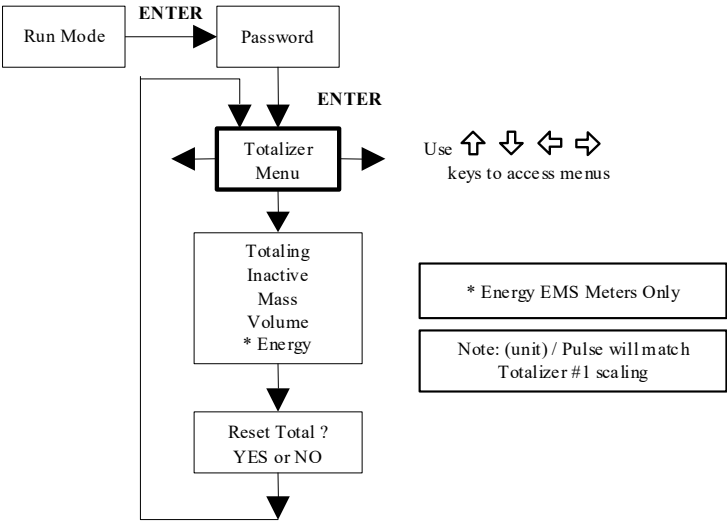 ENTER
Run Mode
Password
ENTER
Totalizer
Menu
Use
keys to access menus
Totaling
Inactive
Mass
Volume
* Energy
* Energy EMS Meters Only
Note: (unit) / Pulse will match
Totalizer #1 scaling
Reset Total ?
YES or NO